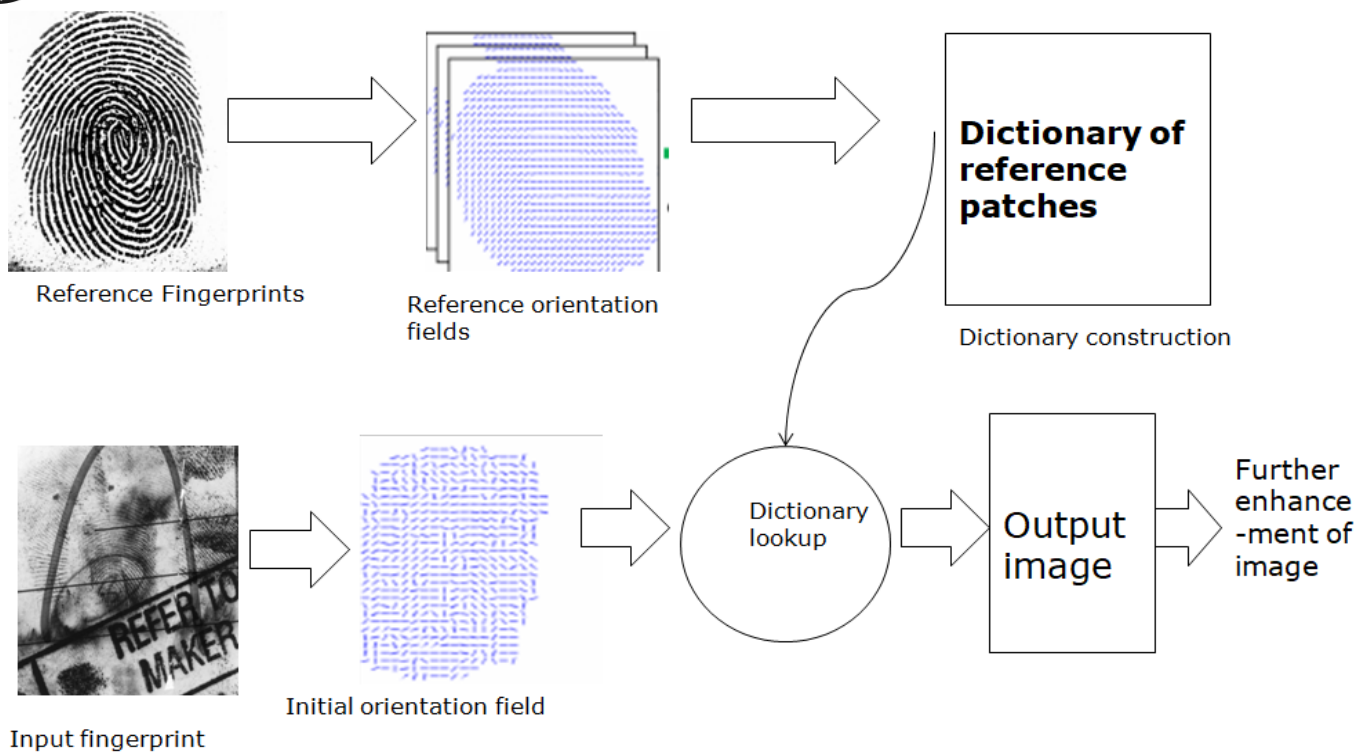 Reference Fingerprints
Reference orientation
fields
Dictionary of
reference
patches
Dictionary construction
Input fingerprint
REFER TO
MAKER
Initial orientation field
Dictionary
lookup
Output
image
Further
enhance
-ment of
image